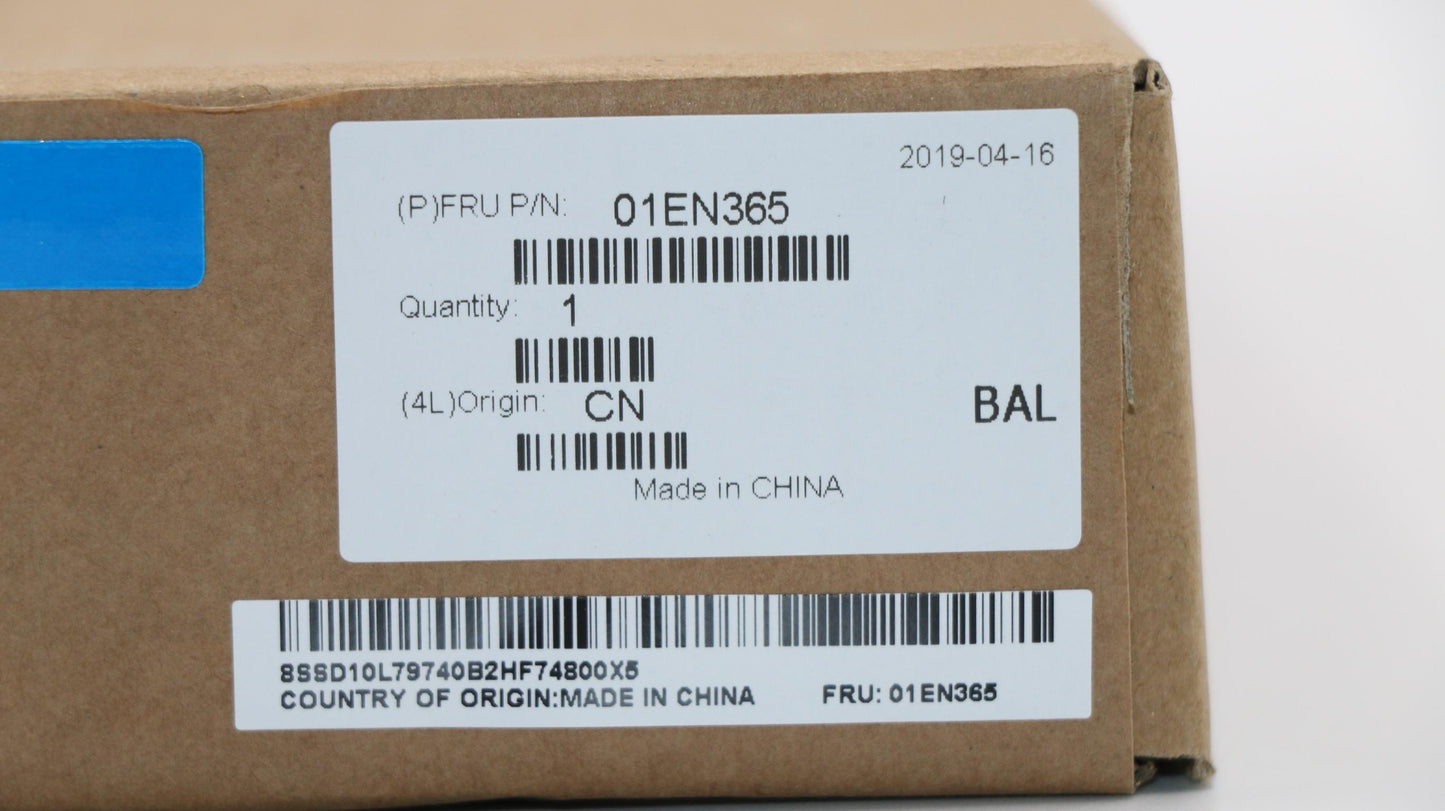 2019-04-16
(P)FRU P/N: 01EN365
Quantity: 1
(4L)Origin: CN
BAL
Made in CHINA
8SSD10L79740B2HF74800X5
COUNTRY OF ORIGIN:MADE IN CHINA FRU: 01EN365